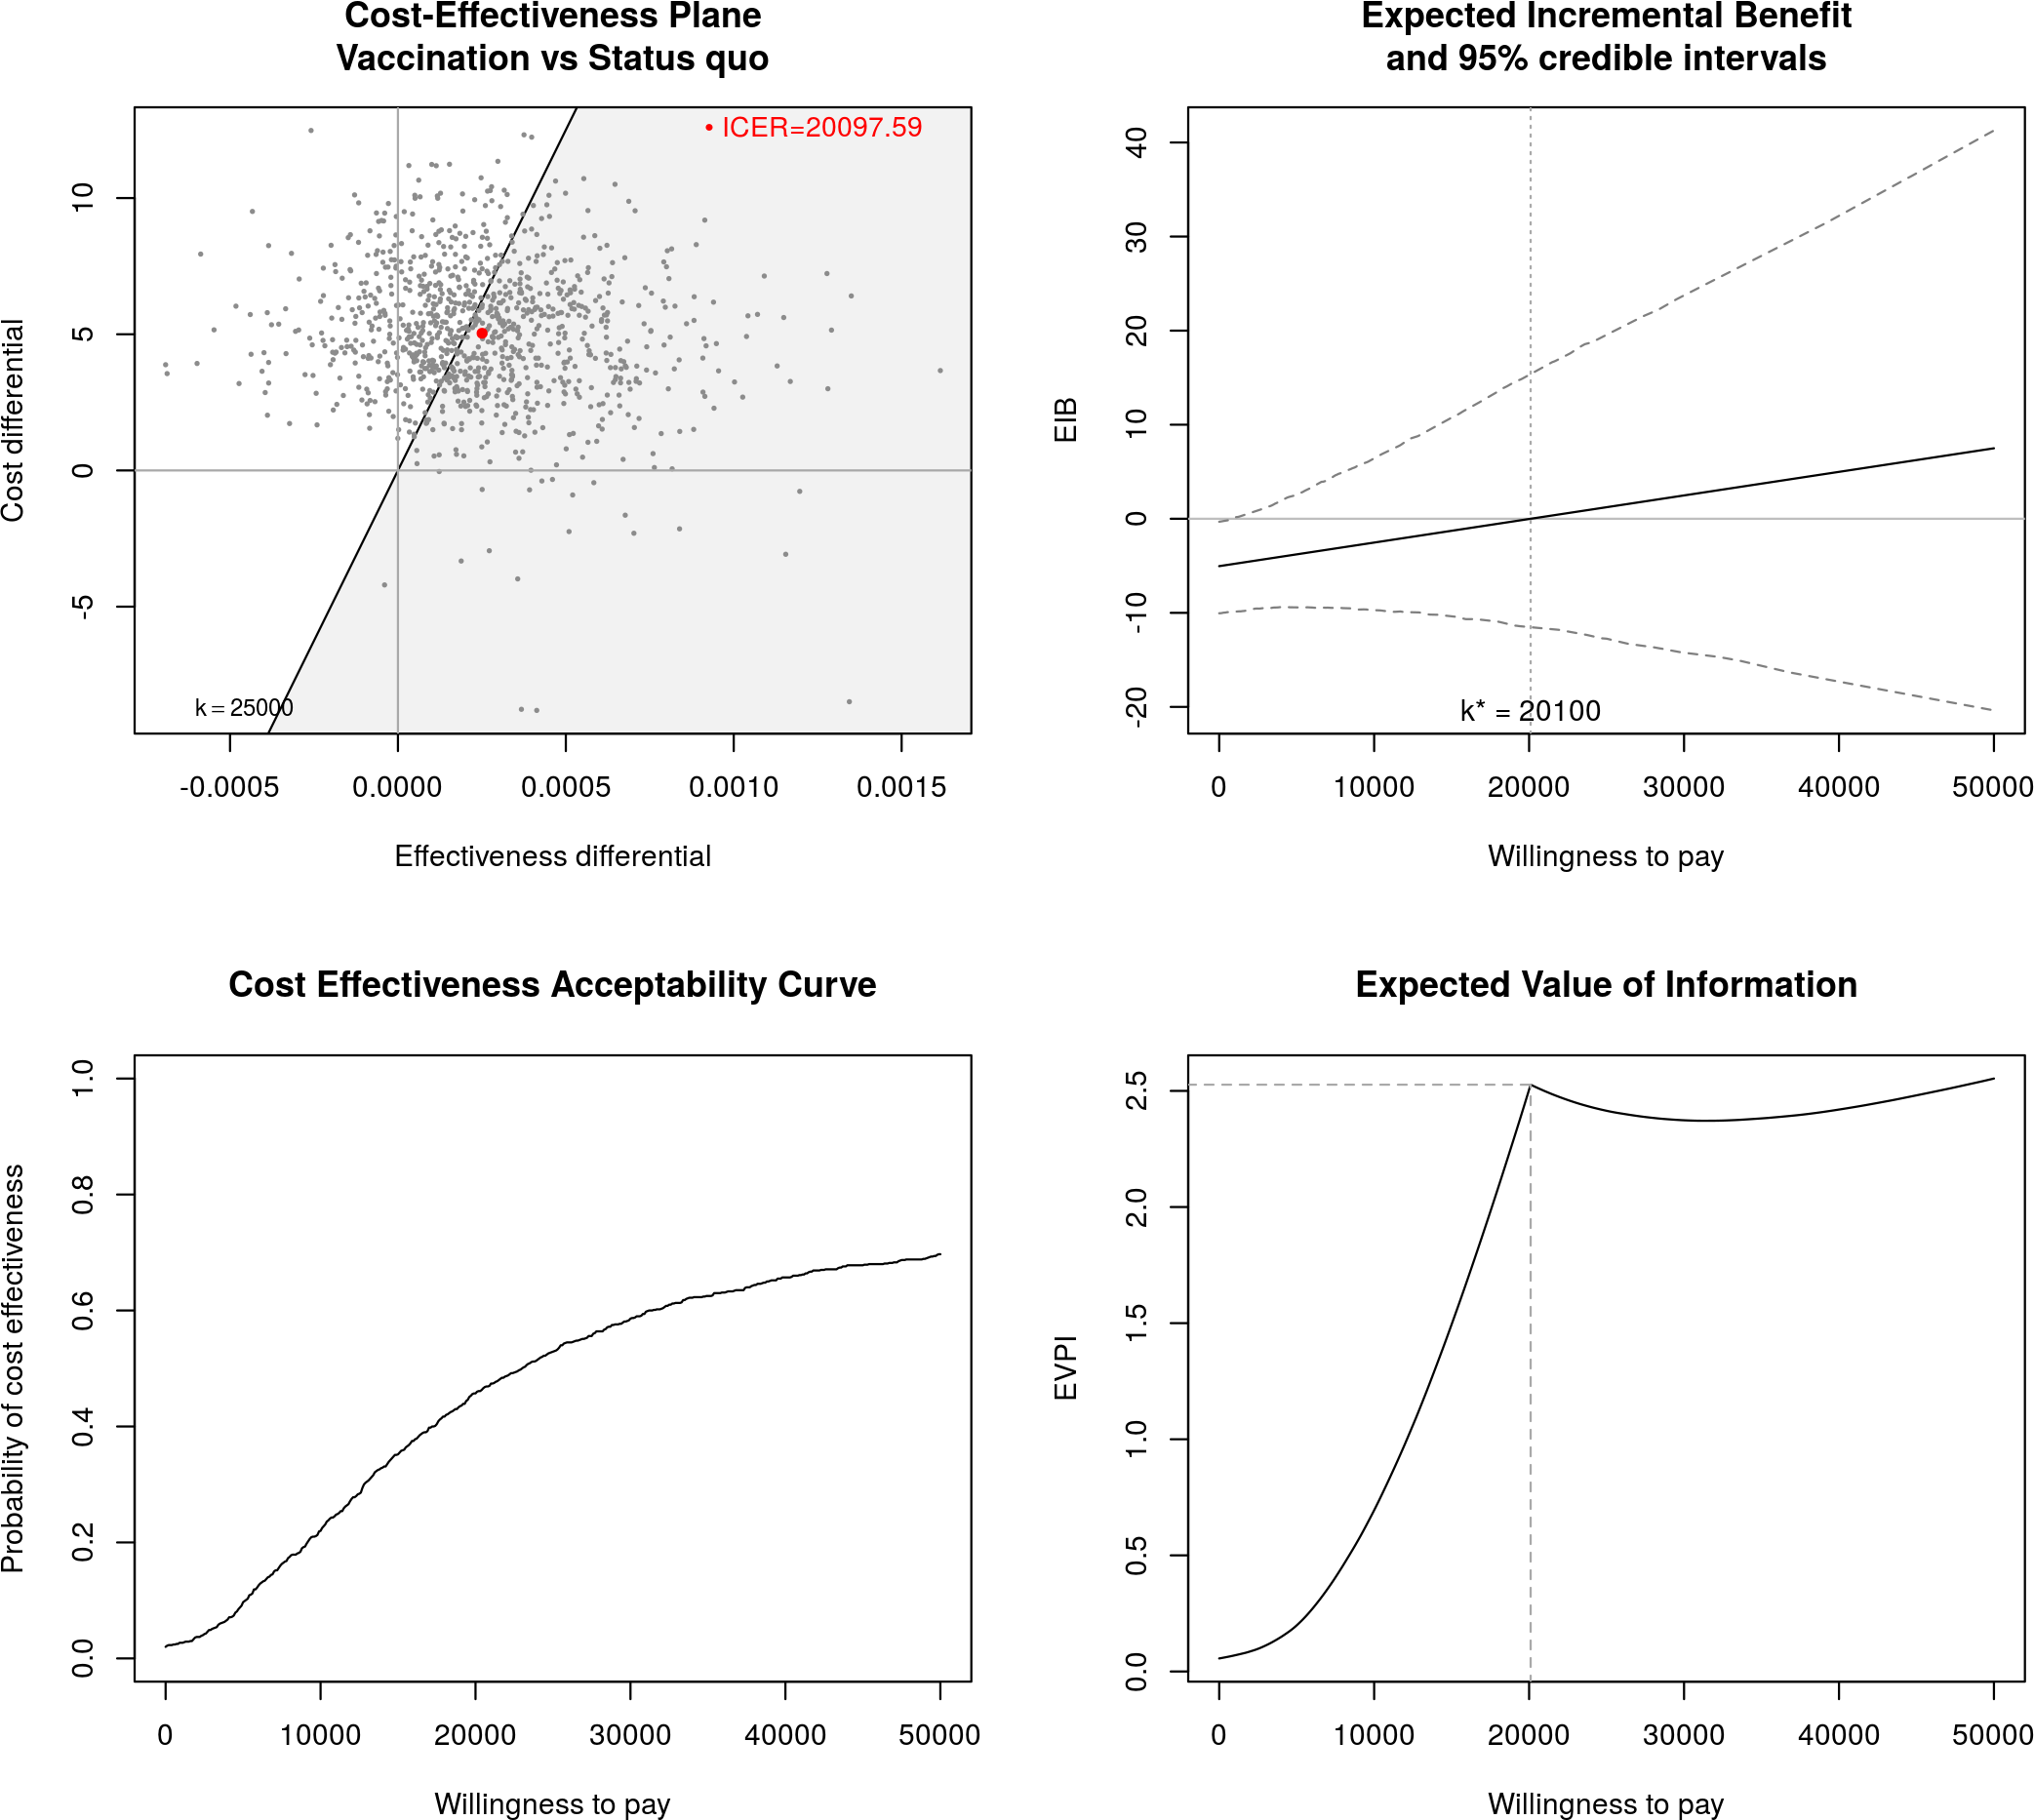 Cost-Effectiveness Plane
Vaccination vs Status quo
• ICER=20097.59
Cost differential
10
5
0
-5
k = 25000
-0.0005 0.0000 0.0005 0.0010 0.0015
Effectiveness differential
Expected Incremental Benefit
and 95% credible intervals
EIB
40
30
20
10
0
-10
-20
k* = 20100
0 10000 20000 30000 40000 50000
Willingness to pay
Cost Effectiveness Acceptability Curve
Probability of cost effectiveness
1.0
0.8
0.6
0.4
0.2
0.0
0 10000 20000 30000 40000 50000
Willingness to pay
Expected Value of Information
EVPI
2.5
2.0
1.5
1.0
0.5
0.0
0 10000 20000 30000 40000 50000
Willingness to pay